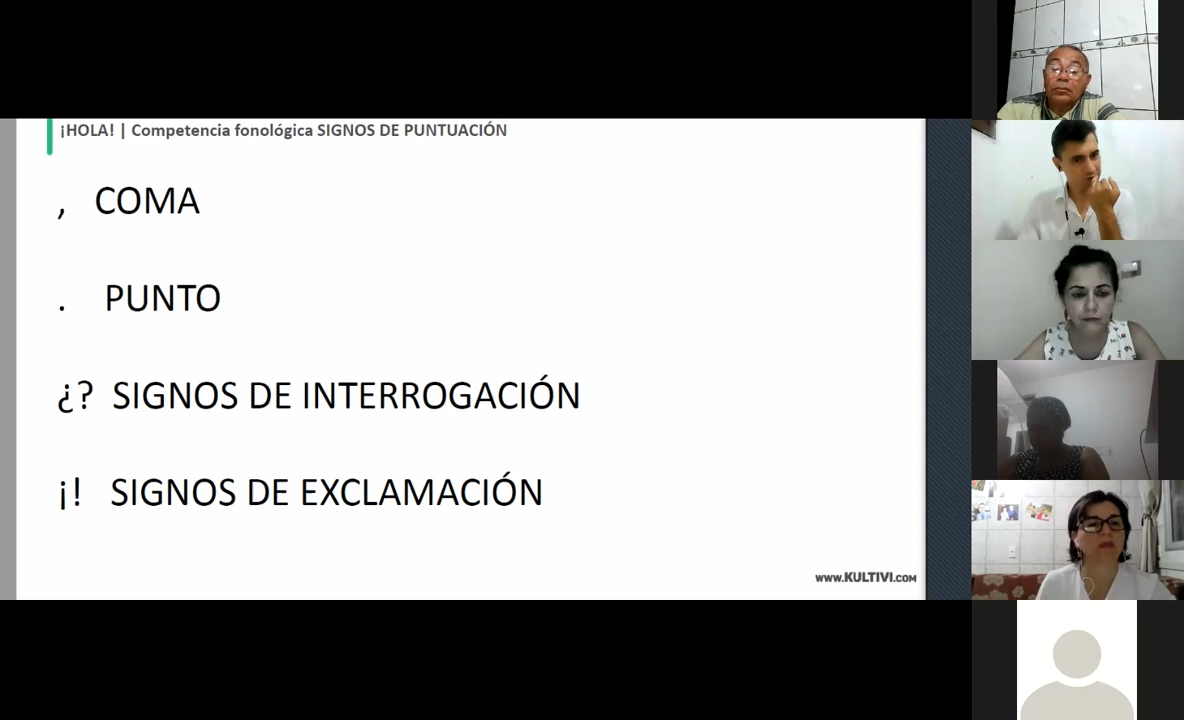 ¡HOLA! | Competencia fonológica SIGNOS DE PUNTUACIÓN
, COMA
. PUNTO
¿? SIGNOS DE INTERROGACIÓN
¡! SIGNOS DE EXCLAMACIÓN
www.KULTIVI.COM